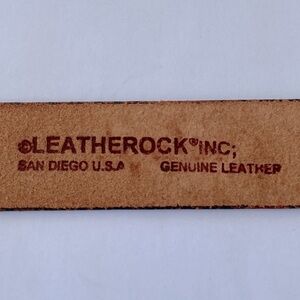 ©LEATHEROCK®INC;
SAN DIEGO U.S.A GENUINE LEATHER